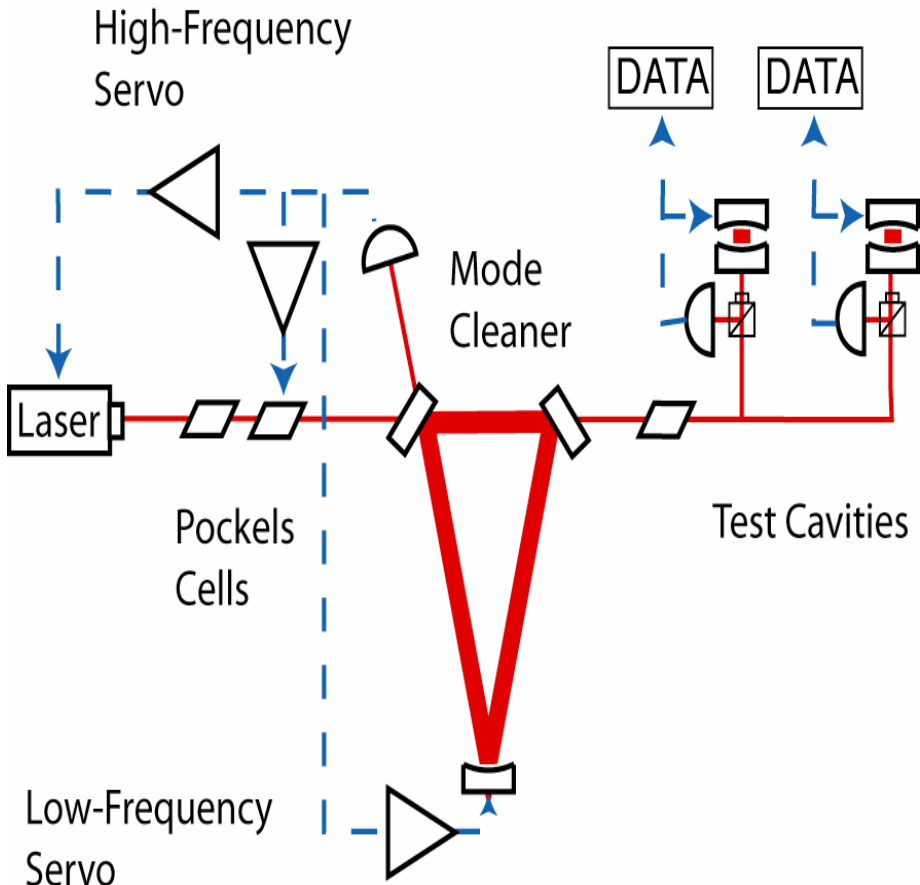 High-Frequency
Servo
DATA
DATA
Mode
Cleaner
Laser
Pockels
Cells
Test Cavities
Low-Frequency
Servo